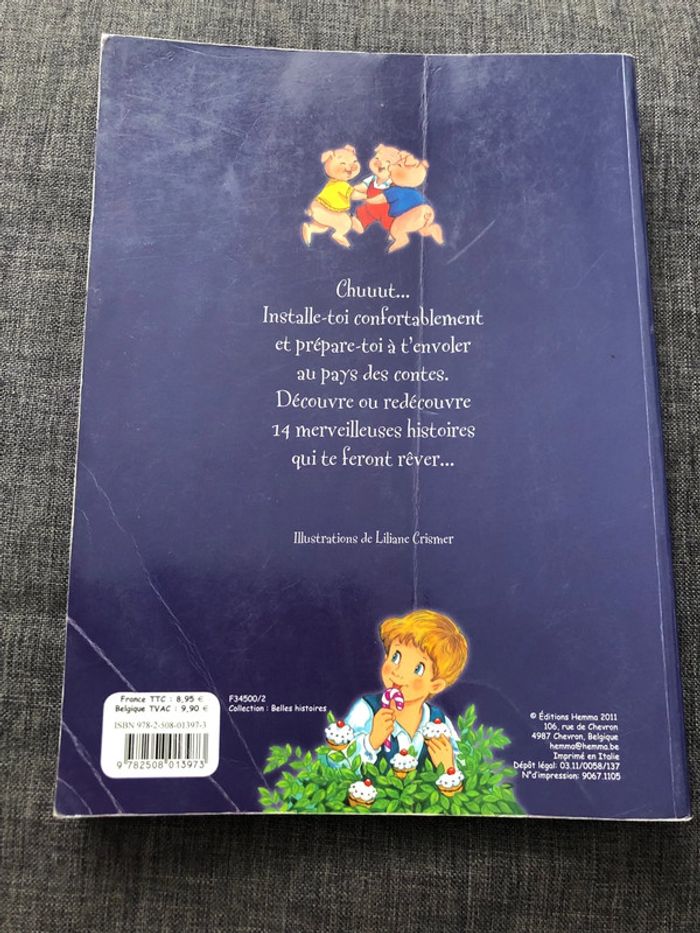 Chuuut...
Installe-toi confortablement
et prépare-toi à t'envoler
au pays des contes.
Découvre ou redécouvre
14 merveilleuses histoires
qui te feront rêver...
Illustrations de Liliane Crismer
France TTC : 8,95 €
Belgique TVAC : 9,90 €
ISBN 978-2-508-01397-3
9 782508 013973
F34500/2
Collection : Belles histoires
© Éditions Hemma 2011
106, rue de Chevron
4987 Chevron, Belgique
hemma@hemma.be
Imprimé en Italie
Dépôt légal: 03.11/0058/137
N°d'impression: 9067.1105